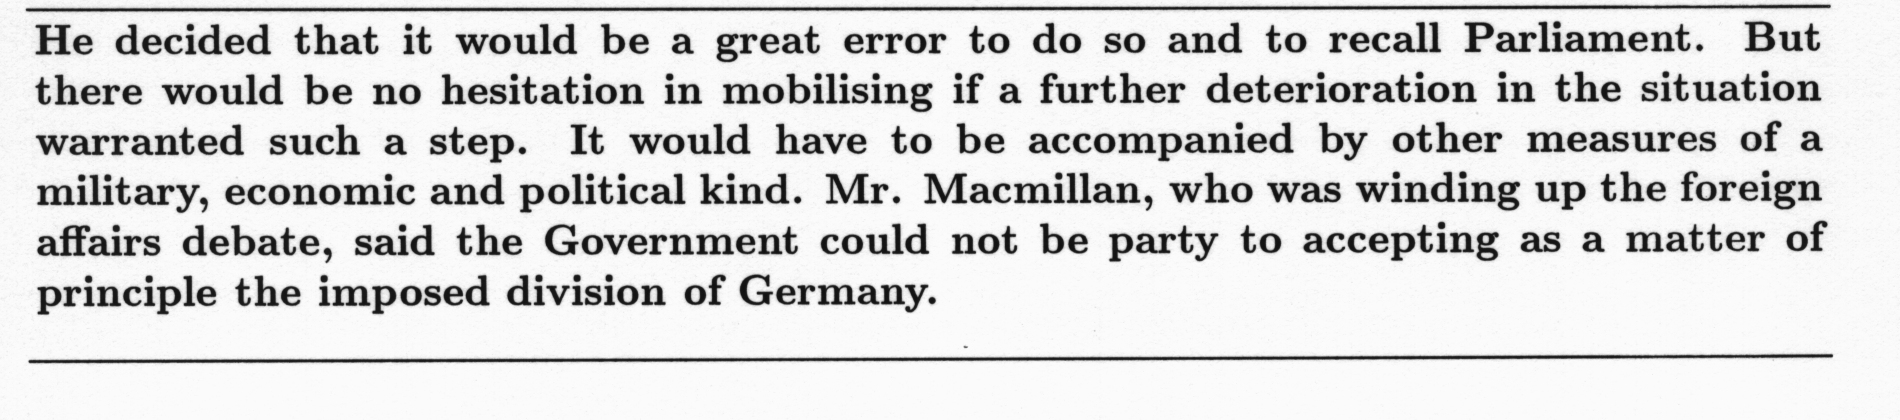 He decided that it would be a great error to do so and to recall Parliament. But
there would be no hesitation in mobilising if a further deterioration in the situation
warranted such a step. It would have to be accompanied by other measures of a
military, economic and political kind. Mr. Macmillan, who was winding up the foreign
affairs debate, said the Government could not be party to accepting as a matter of
principle the imposed division of Germany.